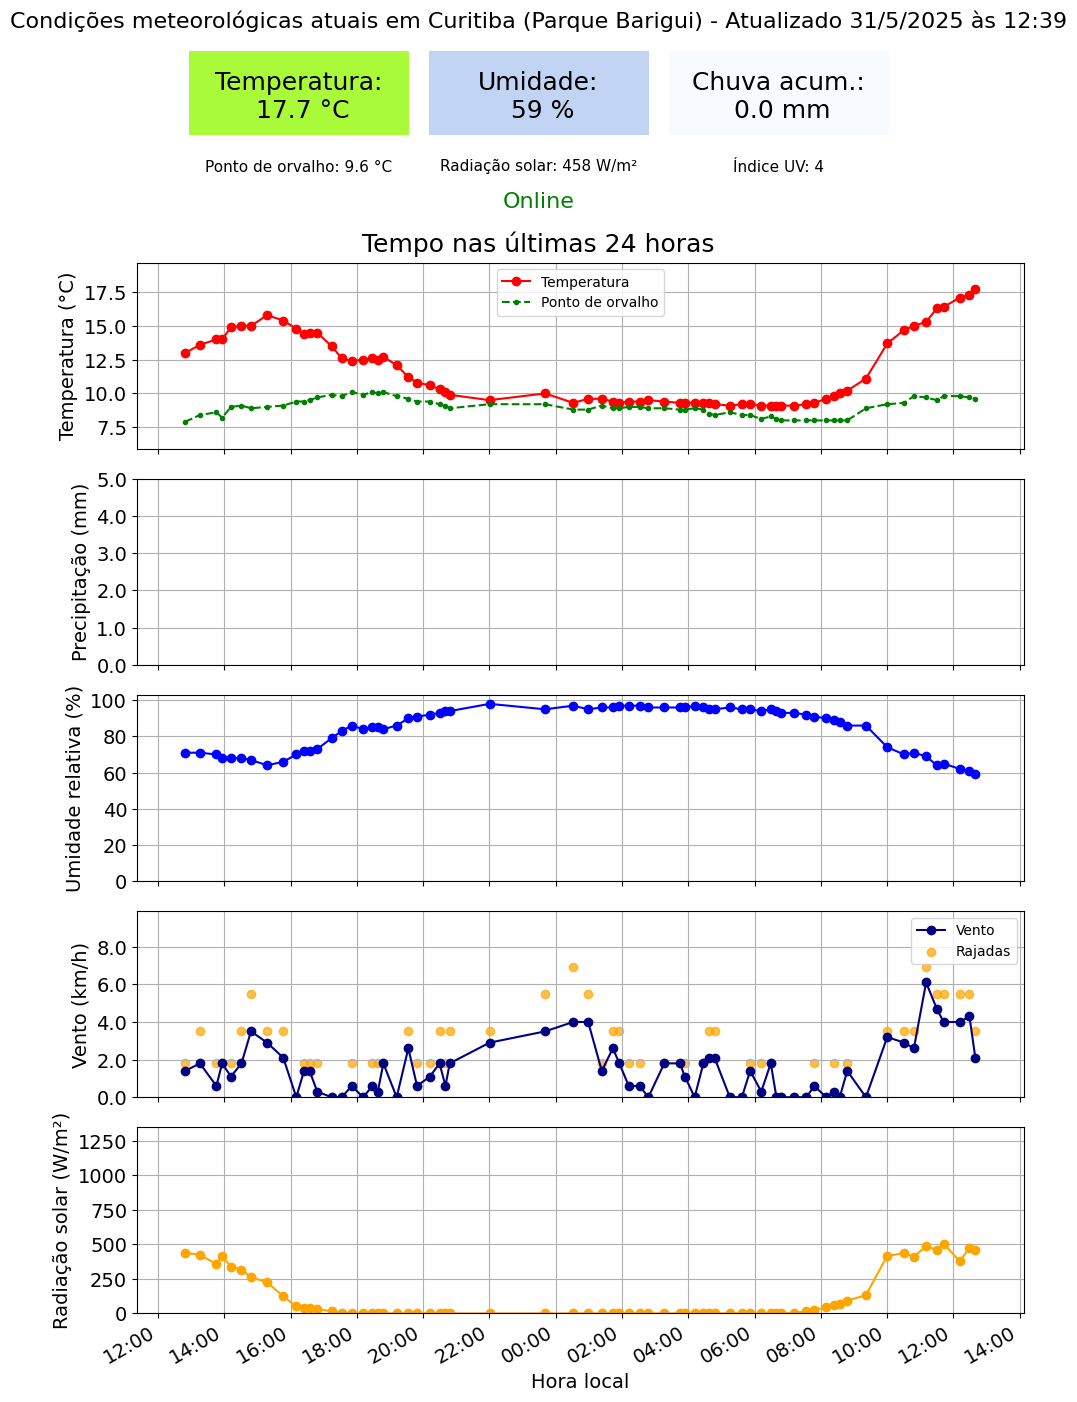 Condições meteorológicas atuais em Curitiba (Parque Barigui) - Atualizado 31/5/2025 às 12:39
Temperatura:
17.7 °C
Umidade:
59 %
Chuva acum.:
0.0 mm
Ponto de orvalho: 9.6 °C
Radiação solar: 458 W/m²
Índice UV: 4
Online
Tempo nas últimas 24 horas
Temperatura (°C)
17.5
15.0
12.5
10.0
7.5
Temperatura
Ponto de orvalho
Precipitação (mm)
5.0
4.0
3.0
2.0
1.0
0.0
Umidade relativa (%)
100
80
60
40
20
0
Vento (km/h)
8.0
6.0
4.0
2.0
0.0
Vento
Rajadas
Radiação solar (W/m²)
1250
1000
750
500
250
0
12:00
14:00
16:00
18:00
20:00
22:00
00:00
02:00
04:00
06:00
08:00
10:00
12:00
14:00
Hora local